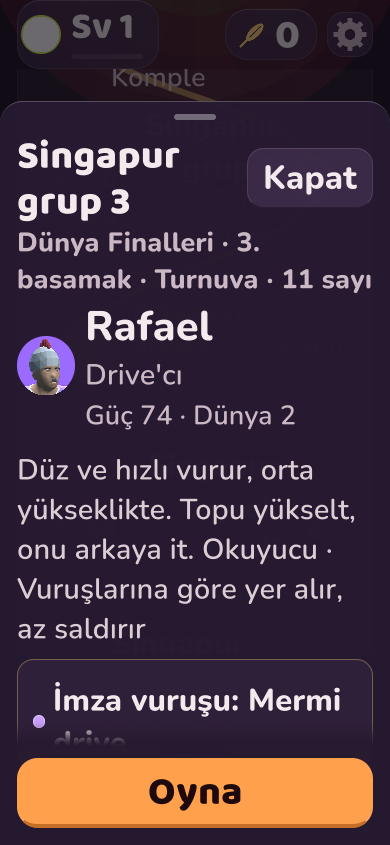 Sv 1
0
Komple
Singapur
grup 3
Kapat
Dünya Finalleri · 3.
basamak · Turnuva · 11 sayı
Rafael
Drive'cı
Güç 74 · Dünya 2
Düz ve hızlı vurur, orta
yükseklikte. Topu yükselt,
onu arkaya it. Okuyucu ·
Vuruşlarına göre yer alır,
az saldırır
İmza vuruşu: Mermi
drive
Oyna